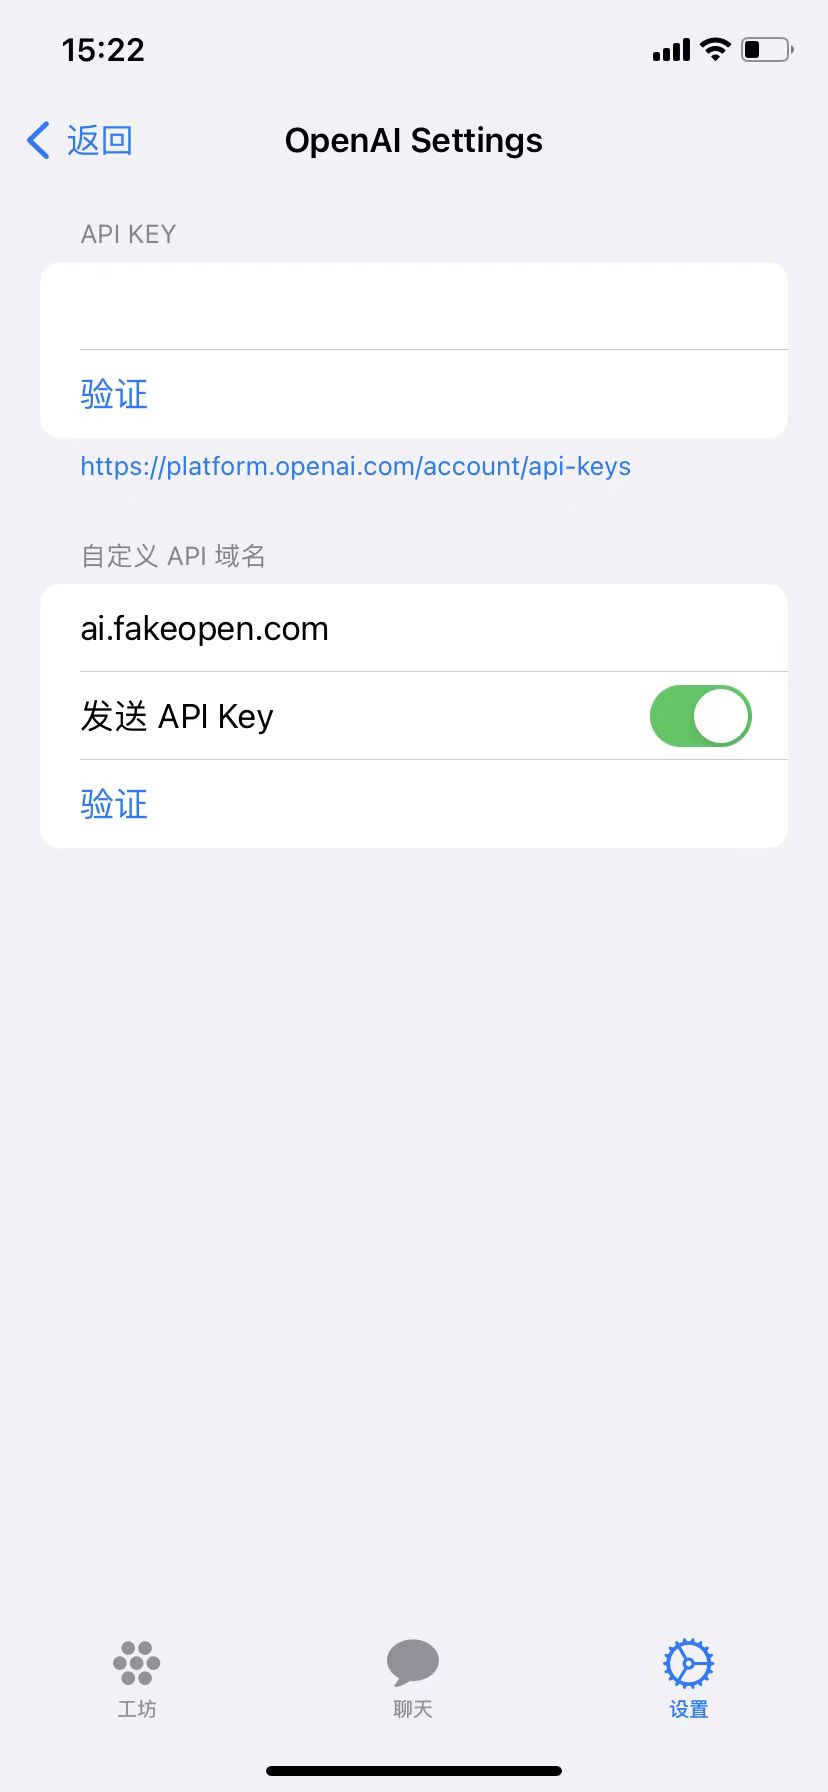 15:22
返回
OpenAI Settings
API KEY
验证
https://platform.openai.com/account/api-keys
自定义 API 域名
ai.fakeopen.com
发送 API Key
验证
工坊
聊天
设置